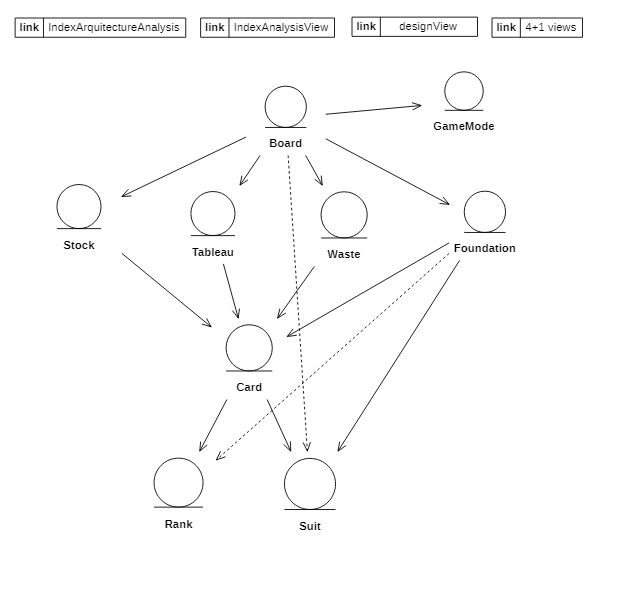 link IndexArquitectureAnalysis link IndexAnalysisView link designView link 4+1 views
GameMode
Board
Stock Tableau Waste Foundation
Card
Rank Suit